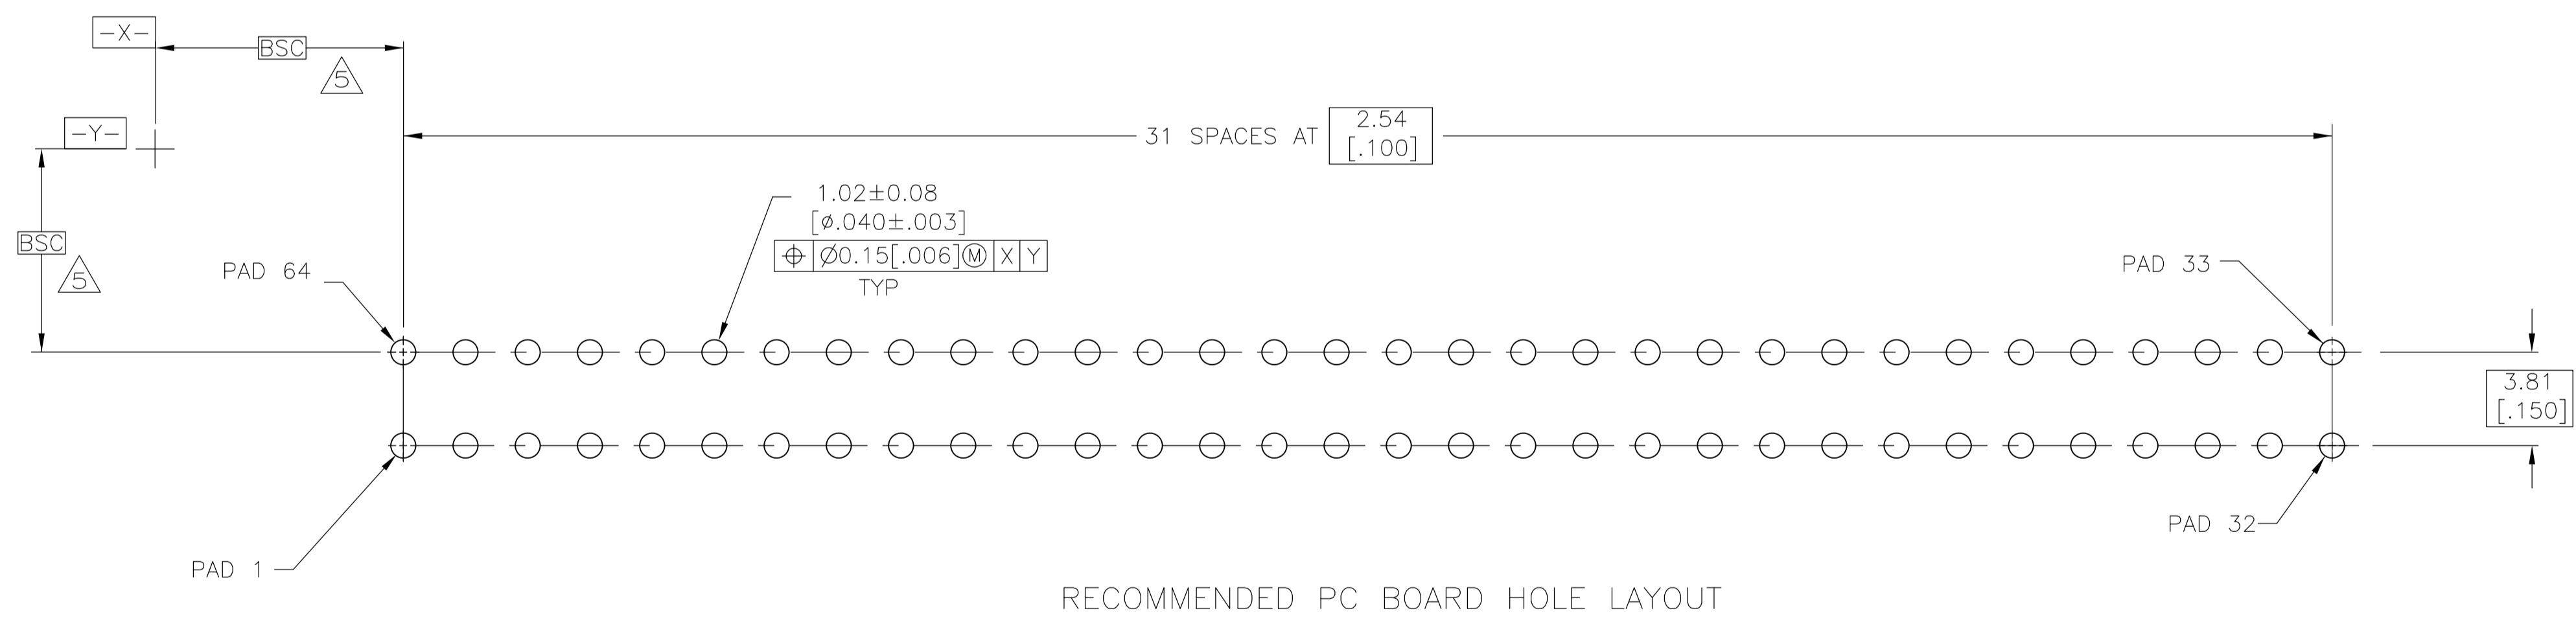 -X-
BSC
5
-Y-
31 SPACES AT
2.54
[.100]
1.02±0.08
[ø.040±.003]
⌖ Ø0.15[.006]Ⓜ X Y
TYP
BSC
5
PAD 64
PAD 33
3.81
[.150]
PAD 32
PAD 1
RECOMMENDED PC BOARD HOLE LAYOUT